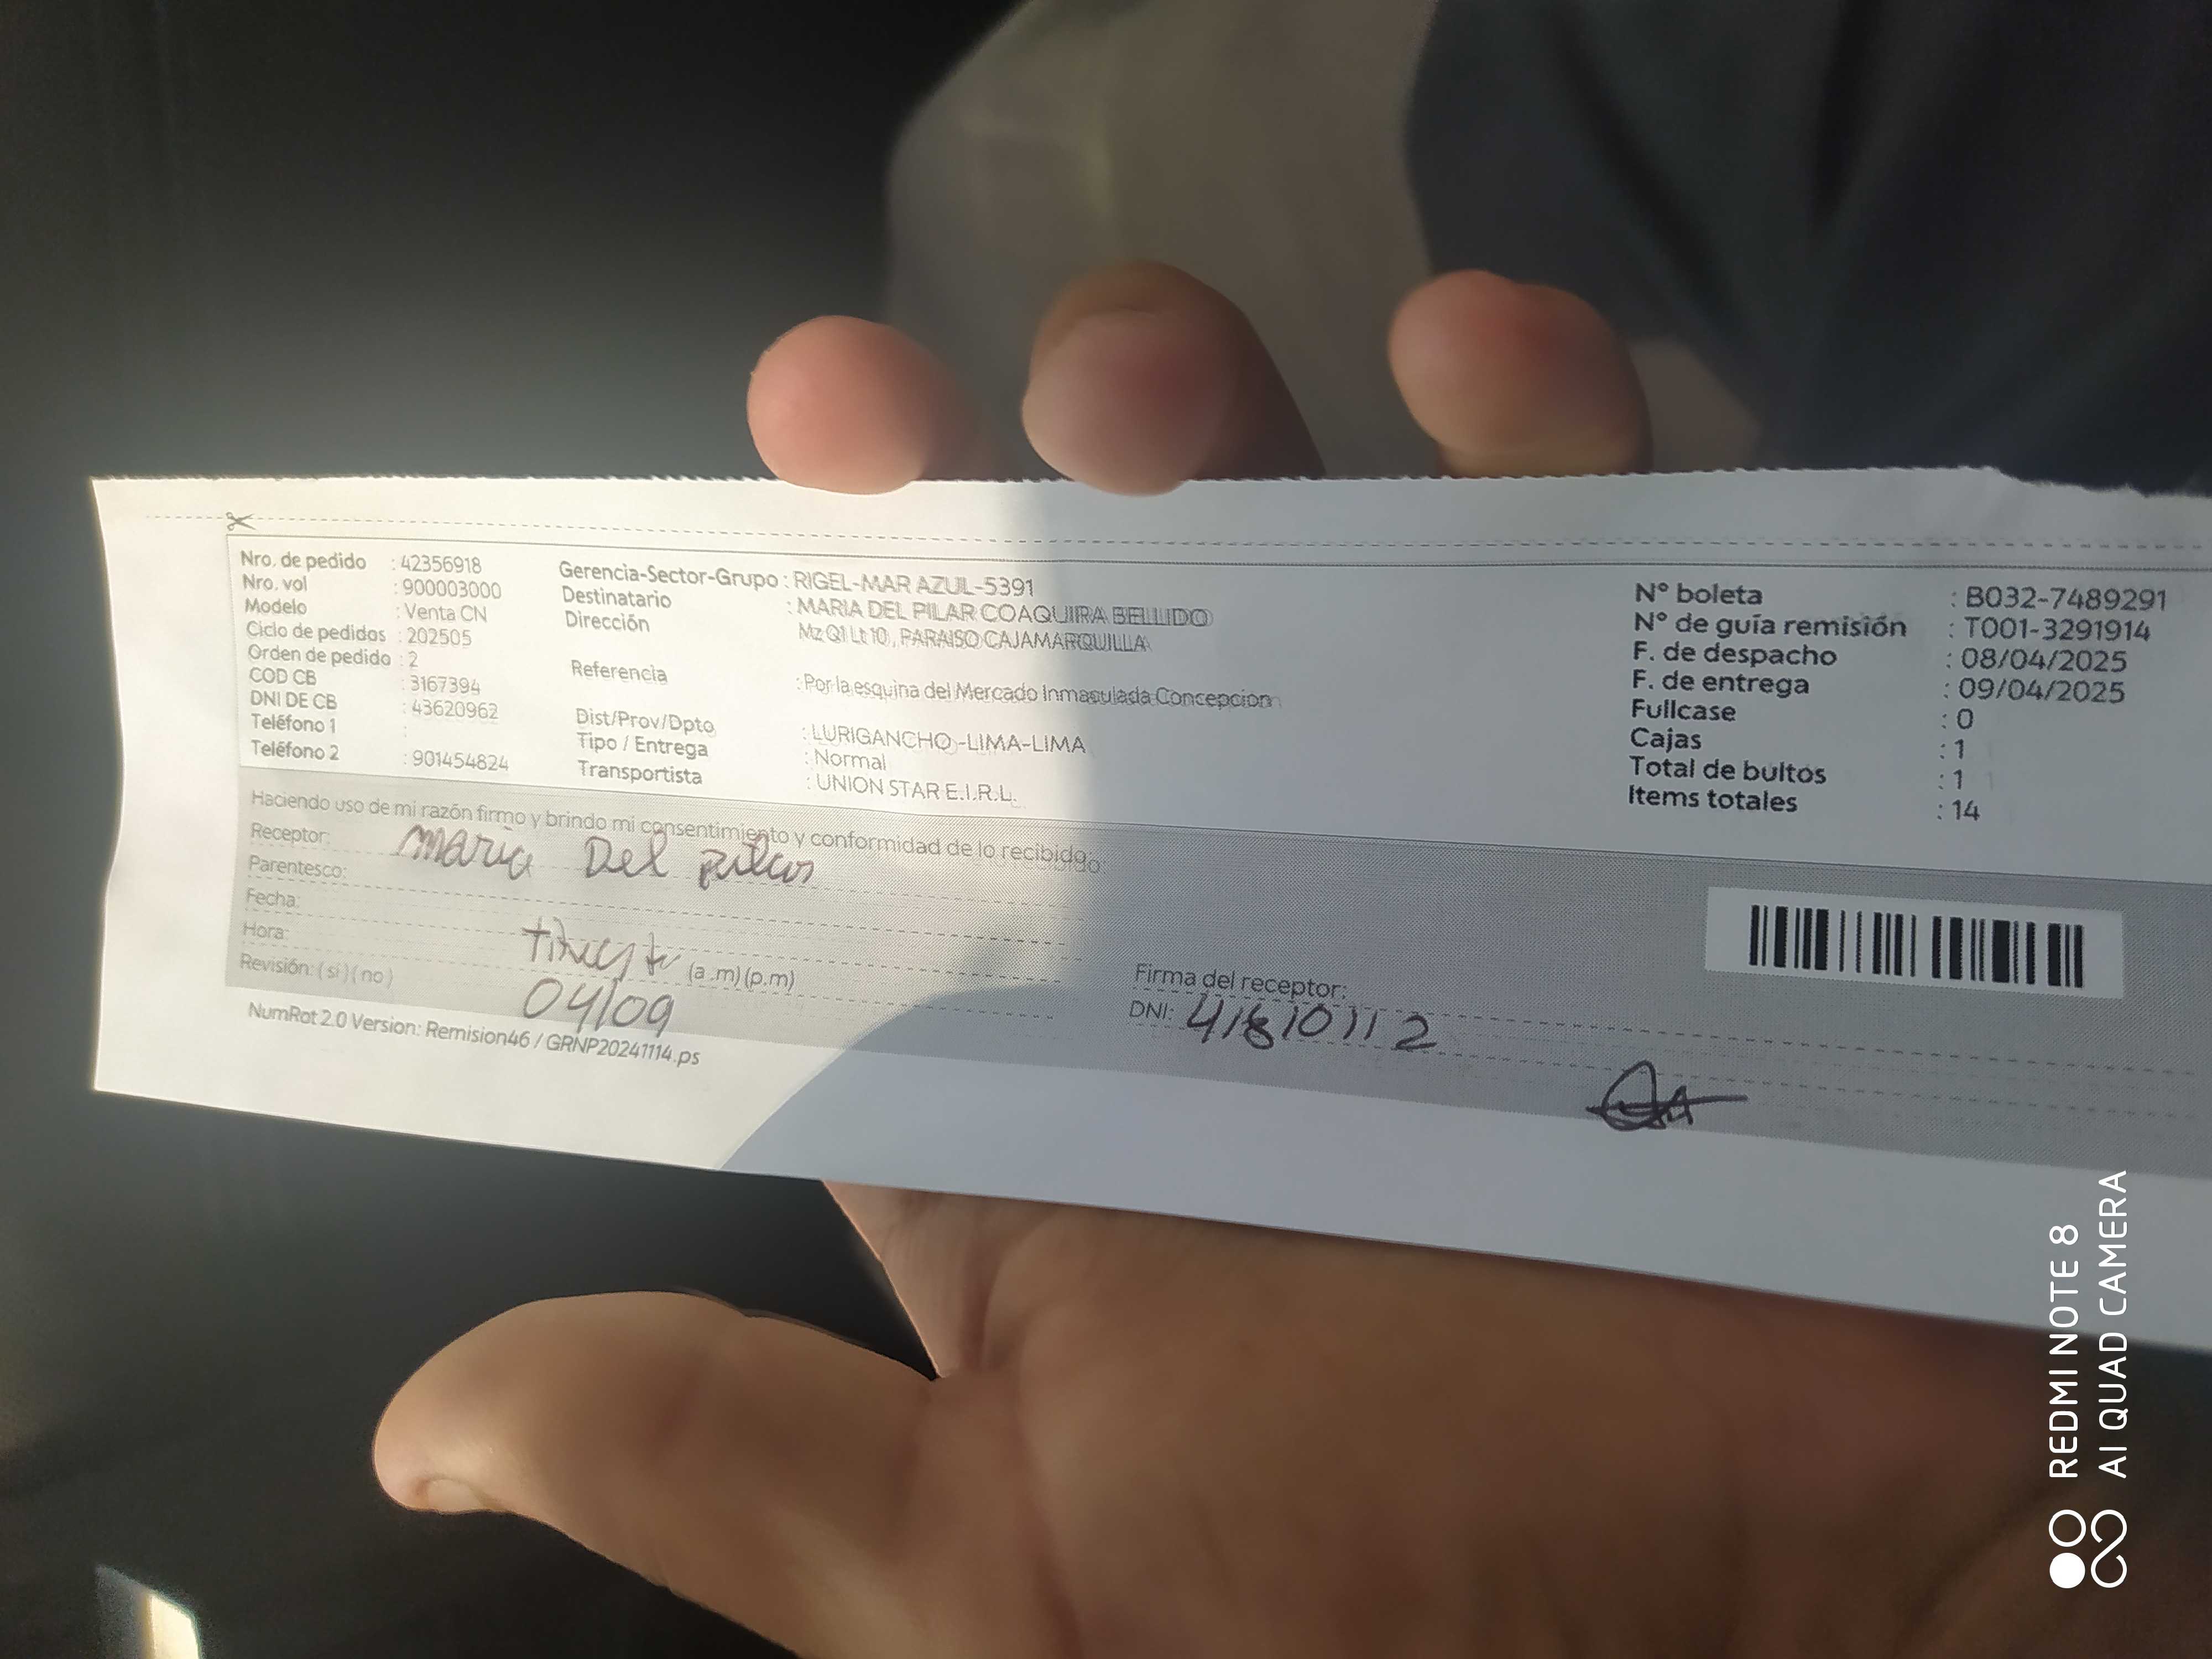 Nro. de pedido : 42356918
Nro. vol : 900003000
Modelo : Venta CN
Ciclo de pedidos : 202505
Orden de pedido : 2
COD CB : 3167394
DNI DE CB : 43620962
Teléfono 1 :
Teléfono 2 : 901454824
Gerencia-Sector-Grupo : RIGEL-MAR AZUL-5391
Destinatario : MARIA DEL PILAR COAQUIRA BELLIDO
Dirección Mz Q1 Lt 10, PARAISO CAJAMARQUILLA
Referencia : Por la esquina del Mercado Inmaculada Concepcion
Dist/Prov/Dpto : LURIGANCHO -LIMA-LIMA
Tipo / Entrega : Normal
Transportista : UNION STAR E.I.R.L.
N° boleta : B032-7489291
N° de guía remisión : T001-3291914
F. de despacho : 08/04/2025
F. de entrega : 09/04/2025
Fullcase : 0
Cajas : 1
Total de bultos : 1
Items totales : 14
Haciendo uso de mi razón firmo y brindo mi consentimiento y conformidad de lo recibido:
Receptor: Maria Del pilar
Parentesco:
Fecha:
Hora: (a.m)(p.m)
Revisión: (si)(no) 04/09
Firma del receptor:
DNI: 41810112
NumRot 2.0 Version: Remision46 / GRNP20241114.ps
REDMI NOTE 8
AI QUAD CAMERA